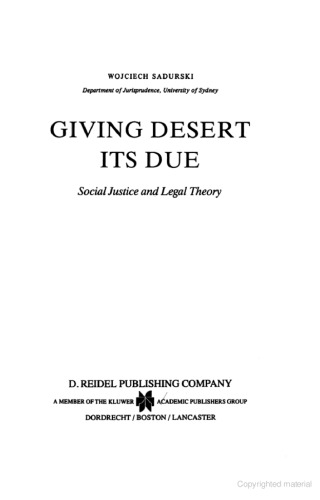 WOJCIECH SADURSKI
Department of Jurisprudence, University of Sydney
GIVING DESERT
ITS DUE
Social Justice and Legal Theory
D. REIDEL PUBLISHING COMPANY
A MEMBER OF THE KLUWER ACADEMIC PUBLISHERS GROUP
DORDRECHT / BOSTON / LANCASTER
Copyrighted material